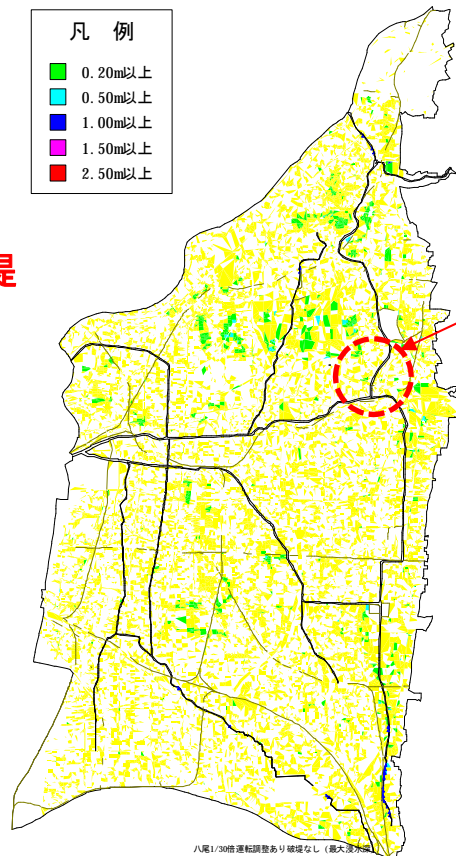 凡 例
0.20m以上
0.50m以上
1.00m以上
1.50m以上
2.50m以上
堤
八尾1/30倍運転調整あり破堤なし（最大浸水深）